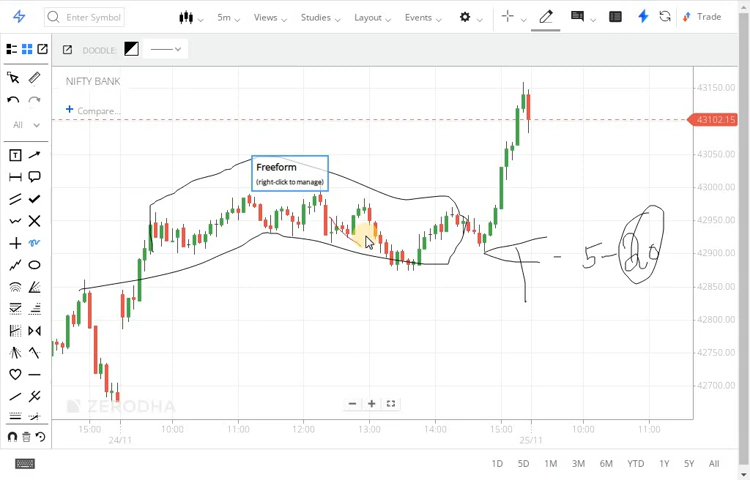 Enter Symbol
5m
Views
Studies
Layout
Events
Trade
DOODLE:
NIFTY BANK
Compare...
All
Freeform
(right-click to manage)
43150.00
43102.15
43050.00
43000.00
42950.00
42900.00
42850.00
42800.00
42750.00
42700.00
- 5 - 20
ZERODHA
15:00
10:00
11:00
12:00
13:00
14:00
15:00
10:00
11:00
24/11
25/11
1D
5D
1M
3M
6M
YTD
1Y
5Y
All